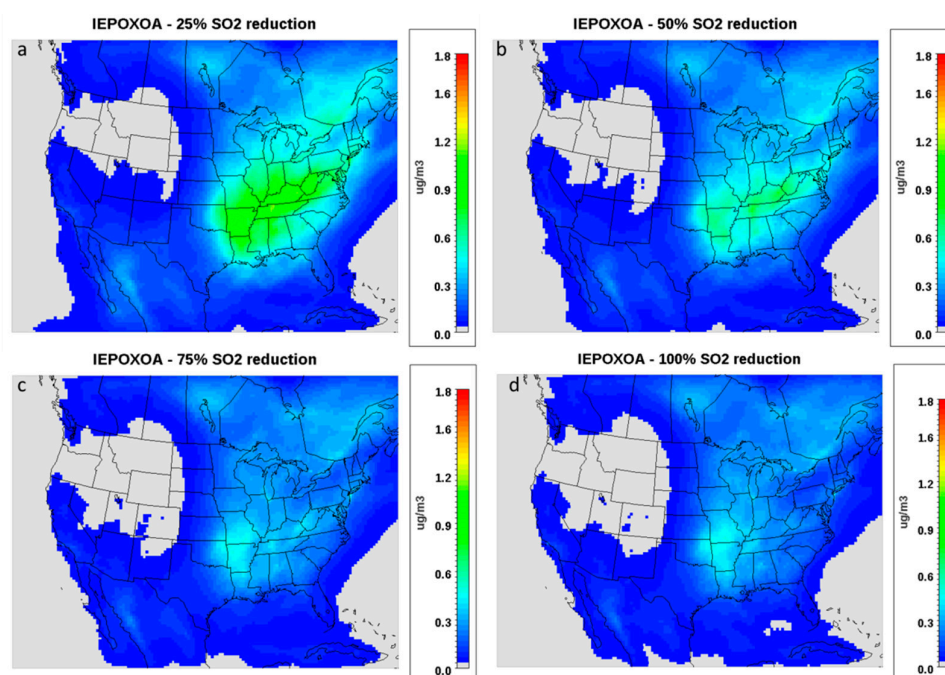 IEPOXOA - 25% SO2 reduction
a
1.8
1.6
1.2
0.9
0.6
0.3
0.0
ug/m3
IEPOXOA - 50% SO2 reduction
b
1.8
1.6
1.2
0.9
0.6
0.3
0.0
ug/m3
IEPOXOA - 75% SO2 reduction
c
1.8
1.6
1.2
0.9
0.6
0.3
0.0
ug/m3
IEPOXOA - 100% SO2 reduction
d
1.8
1.6
1.2
0.9
0.6
0.3
0.0
ug/m3